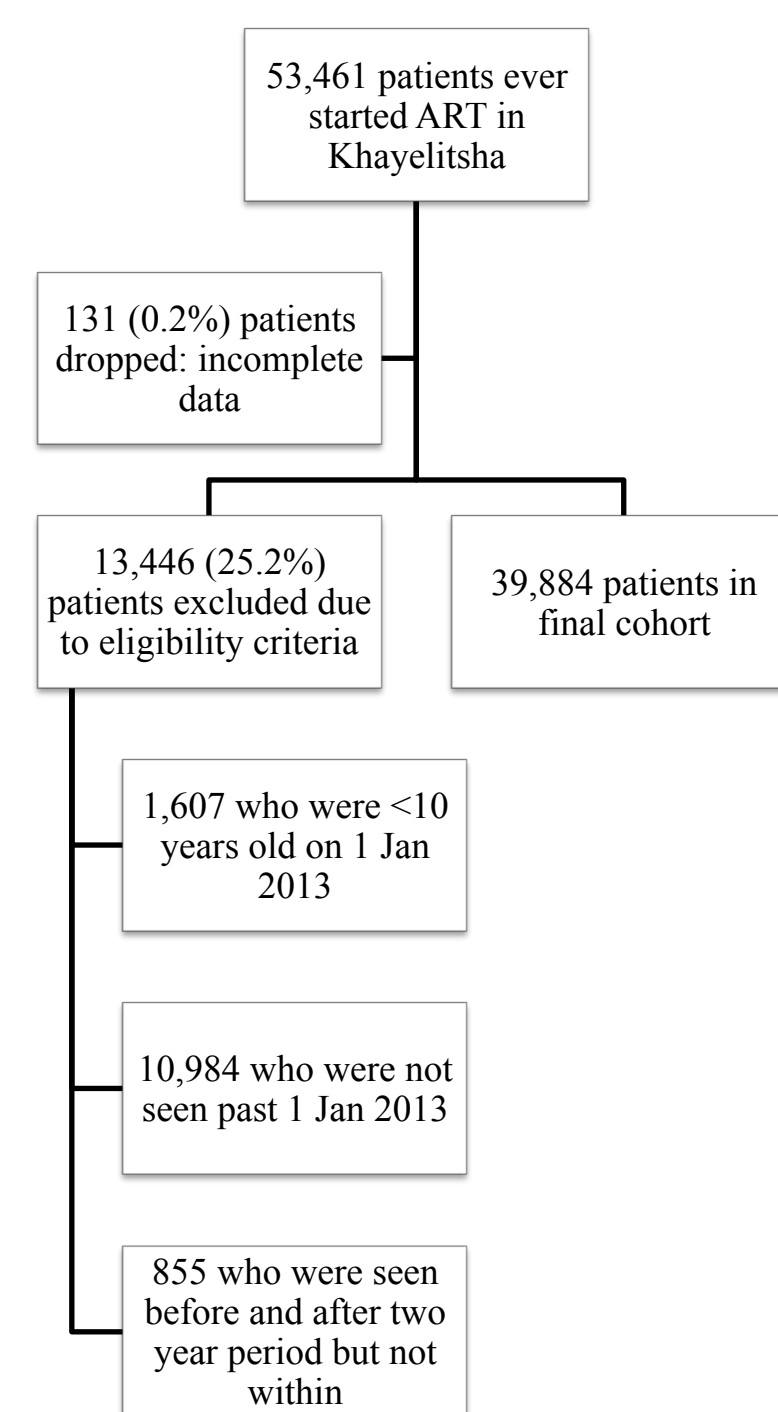 53,461 patients ever
started ART in
Khayelitsha
131 (0.2%) patients
dropped: incomplete
data
13,446 (25.2%)
patients excluded due
to eligibility criteria
39,884 patients in
final cohort
1,607 who were <10
years old on 1 Jan
2013
10,984 who were not
seen past 1 Jan 2013
855 who were seen
before and after two
year period but not
within